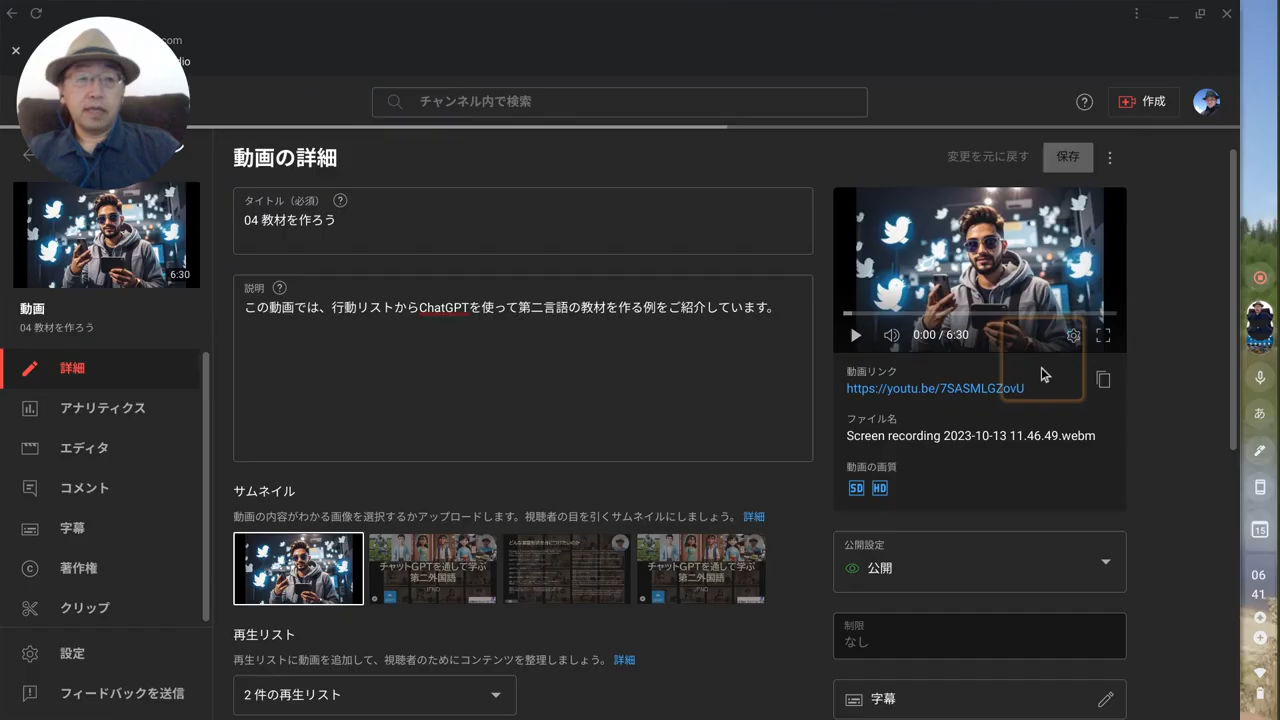 com
dio
チャンネル内で検索
作成
動画の詳細
変更を元に戻す
保存
タイトル（必須）
04 教材を作ろう
説明
この動画では、行動リストからChatGPTを使って第二言語の教材を作る例をご紹介しています。
6:30
動画
04 教材を作ろう
詳細
アナリティクス
エディタ
コメント
字幕
著作権
クリップ
設定
フィードバックを送信
0:00 / 6:30
動画リンク
https://youtu.be/7SASMLGZovU
ファイル名
Screen recording 2023-10-13 11.46.49.webm
動画の画質
SD HD
サムネイル
動画の内容がわかる画像を選択するかアップロードします。視聴者の目を引くサムネイルにしましょう。 詳細
チャットGPTを通して学ぶ
第二外国語
チャットGPTを通して学ぶ
第二外国語
再生リスト
再生リストに動画を追加して、視聴者のためにコンテンツを整理しましょう。 詳細
2 件の再生リスト
公開設定
公開
制限
なし
字幕
あ
15
06
41